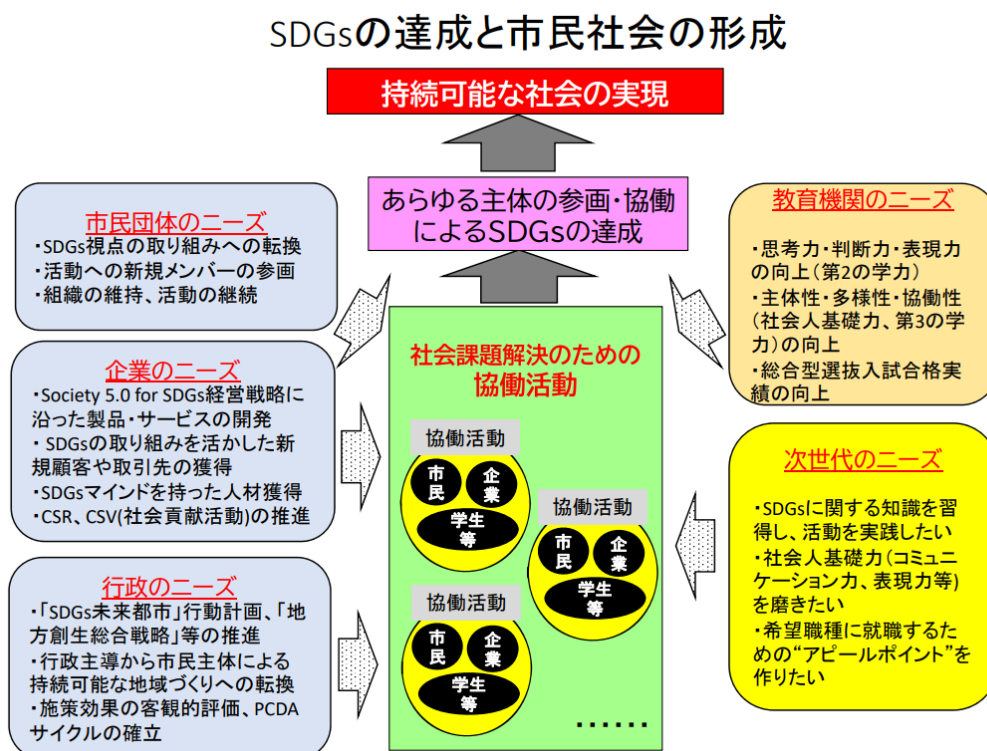 SDGsの達成と市民社会の形成
持続可能な社会の実現
あらゆる主体の参画・協働
によるSDGsの達成
市民団体のニーズ
・SDGs視点の取り組みへの転換
・活動への新規メンバーの参画
・組織の維持、活動の継続
企業のニーズ
・Society 5.0 for SDGs経営戦略に
沿った製品・サービスの開発
・SDGsの取り組みを活かした新
規顧客や取引先の獲得
・SDGsマインドを持った人材獲得
・CSR、CSV(社会貢献活動)の推進
行政のニーズ
・「SDGs未来都市」行動計画、「地
方創生総合戦略」等の推進
・行政主導から市民主体による
持続可能な地域づくりへの転換
・施策効果の客観的評価、PCDA
サイクルの確立
社会課題解決のための
協働活動
協働活動
市民
企業
学生
等
協働活動
市民
企業
学生
等
協働活動
市民
企業
学生
等
……
教育機関のニーズ
・思考力・判断力・表現力
の向上(第2の学力)
・主体性・多様性・協働性
(社会人基礎力、第3の学
力)の向上
・総合型選抜入試合格実
績の向上
次世代のニーズ
・SDGsに関する知識を習
得し、活動を実践したい
・社会人基礎力(コミュニ
ケーション力、表現力等)
を磨きたい
・希望職種に就職するた
めの“アピールポイント”を
作りたい